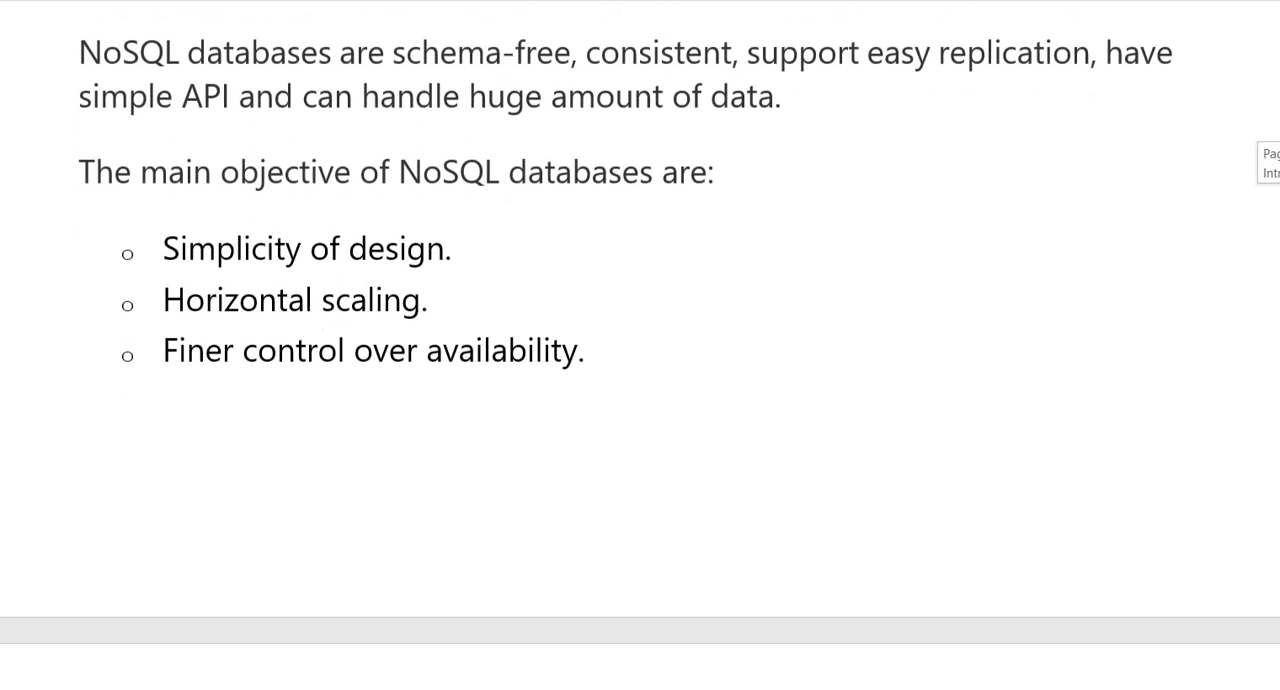 NoSQL databases are schema-free, consistent, support easy replication, have
simple API and can handle huge amount of data.
The main objective of NoSQL databases are:
o Simplicity of design.
o Horizontal scaling.
o Finer control over availability.